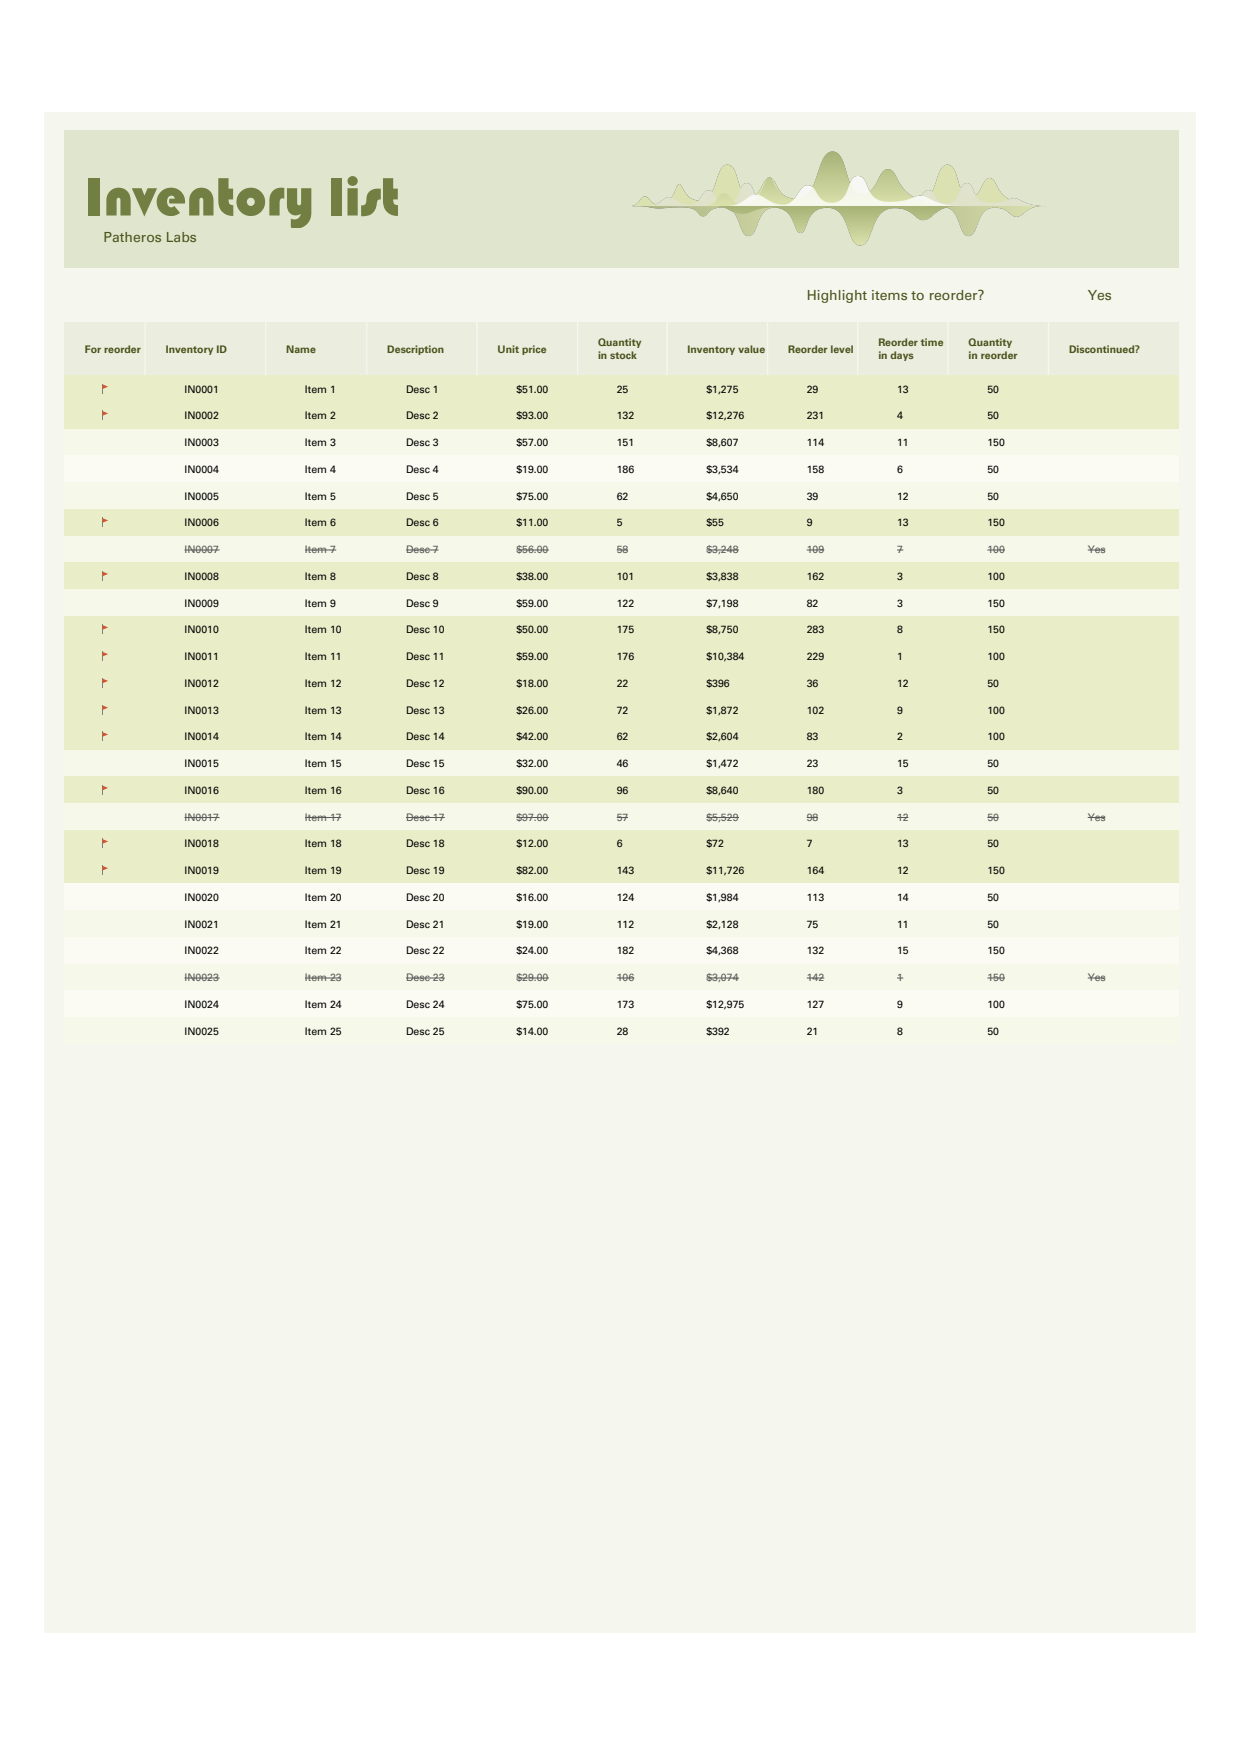 Inventory list
Patheros Labs
Highlight items to reorder? Yes
For reorder Inventory ID Name Description Unit price Quantity in stock Inventory value Reorder level Reorder time in days Quantity in reorder Discontinued?
IN0001 Item 1 Desc 1 $51.00 25 $1,275 29 13 50
IN0002 Item 2 Desc 2 $93.00 132 $12,276 231 4 50
IN0003 Item 3 Desc 3 $57.00 151 $8,607 114 11 150
IN0004 Item 4 Desc 4 $19.00 186 $3,534 158 6 50
IN0005 Item 5 Desc 5 $75.00 62 $4,650 39 12 50
IN0006 Item 6 Desc 6 $11.00 5 $55 9 13 150
IN0007 Item 7 Desc 7 $56.00 58 $3,248 109 7 100 Yes
IN0008 Item 8 Desc 8 $38.00 101 $3,838 162 3 100
IN0009 Item 9 Desc 9 $59.00 122 $7,198 82 3 150
IN0010 Item 10 Desc 10 $50.00 175 $8,750 283 8 150
IN0011 Item 11 Desc 11 $59.00 176 $10,384 229 1 100
IN0012 Item 12 Desc 12 $18.00 22 $396 36 12 50
IN0013 Item 13 Desc 13 $26.00 72 $1,872 102 9 100
IN0014 Item 14 Desc 14 $42.00 62 $2,604 83 2 100
IN0015 Item 15 Desc 15 $32.00 46 $1,472 23 15 50
IN0016 Item 16 Desc 16 $90.00 96 $8,640 180 3 50
IN0017 Item 17 Desc 17 $97.00 57 $5,529 98 12 50 Yes
IN0018 Item 18 Desc 18 $12.00 6 $72 7 13 50
IN0019 Item 19 Desc 19 $82.00 143 $11,726 164 12 150
IN0020 Item 20 Desc 20 $16.00 124 $1,984 113 14 50
IN0021 Item 21 Desc 21 $19.00 112 $2,128 75 11 50
IN0022 Item 22 Desc 22 $24.00 182 $4,368 132 15 150
IN0023 Item 23 Desc 23 $29.00 106 $3,074 142 1 150 Yes
IN0024 Item 24 Desc 24 $75.00 173 $12,975 127 9 100
IN0025 Item 25 Desc 25 $14.00 28 $392 21 8 50